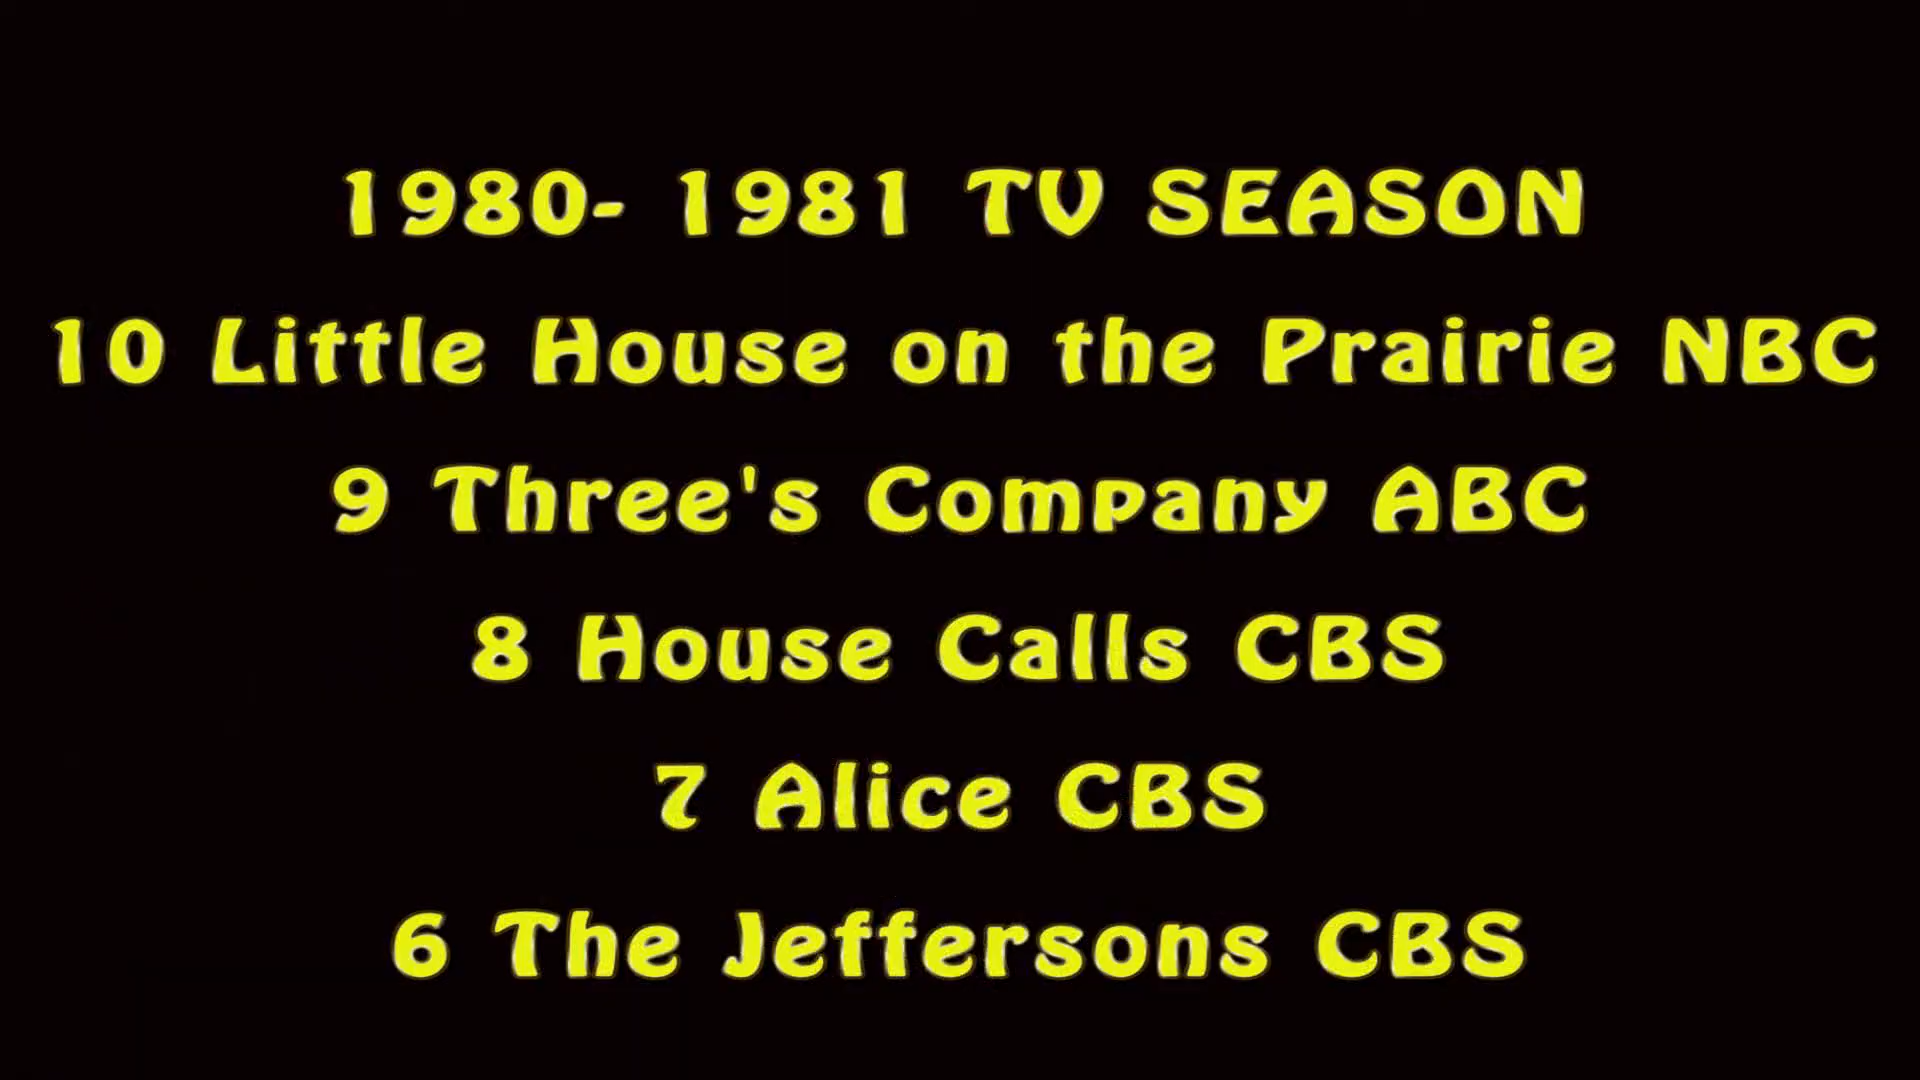 1980- 1981 TV SEASON
10 Little House on the Prairie NBC
9 Three's Company ABC
8 House Calls CBS
7 Alice CBS
6 The Jeffersons CBS